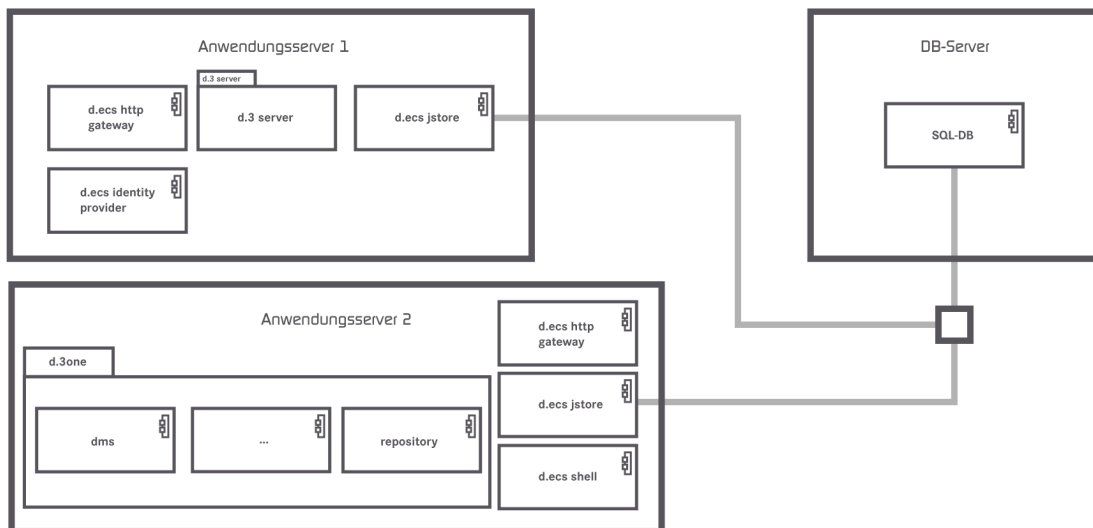 Anwendungsserver 1
d.3 server
d.ecs http
gateway
d.3 server
d.ecs jstore
d.ecs identity
provider
DB-Server
SQL-DB
Anwendungsserver 2
d.3one
dms
...
repository
d.ecs http
gateway
d.ecs jstore
d.ecs shell